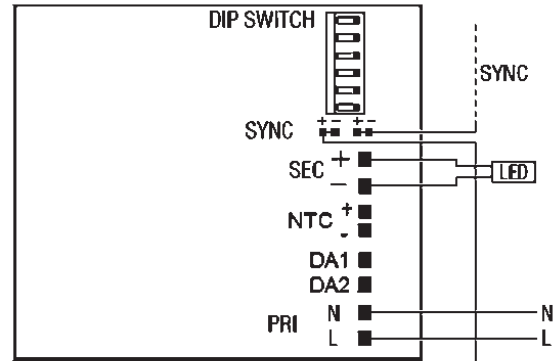 DIP SWITCH
SYNC
+ - + -
SYNC
SEC +
-
LED
NTC +
-
DA1
DA2
PRI N N
L L